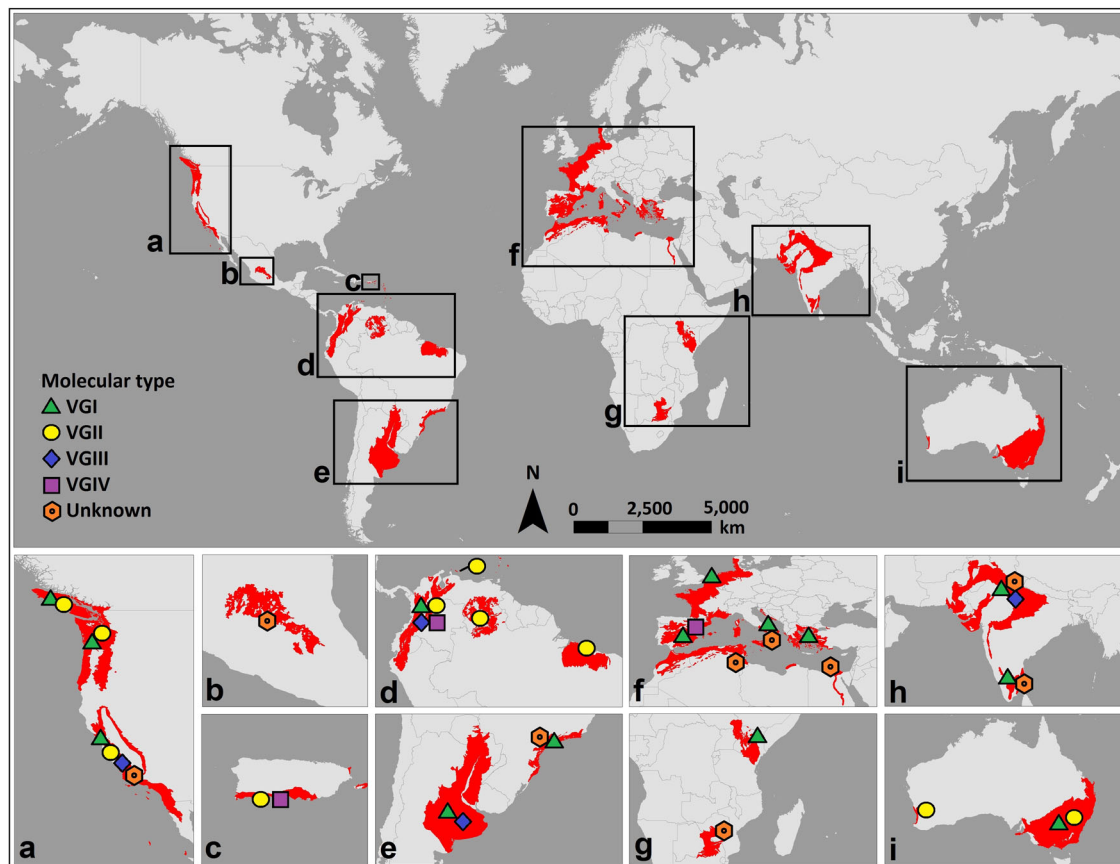 a
b
c
d
e
f
g
h
i
Molecular type
VGI
VGII
VGIII
VGIV
Unknown
N
0 2,500 5,000
km
a
b
c
d
e
f
g
h
i